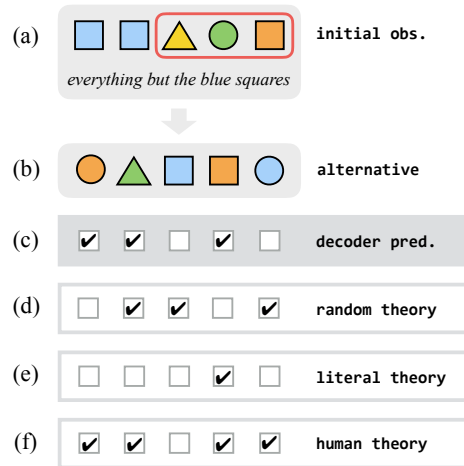 (a) initial obs.
everything but the blue squares
(b) alternative
(c) decoder pred.
(d) random theory
(e) literal theory
(f) human theory